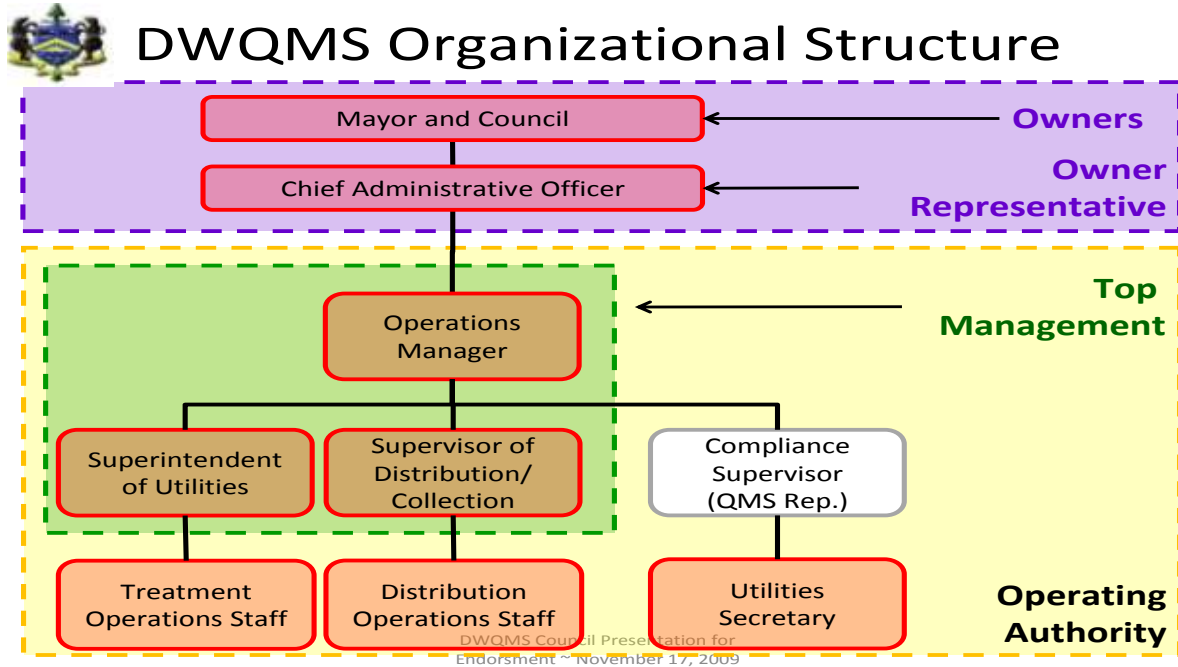 DWQMS Organizational Structure
Mayor and Council
Owners
Chief Administrative Officer
Owner
Representative
Top
Management
Operations
Manager
Superintendent
of Utilities
Supervisor of
Distribution/
Collection
Compliance
Supervisor
(QMS Rep.)
Treatment
Operations Staff
Distribution
Operations Staff
Utilities
Secretary
Operating
Authority
DWQMS Council Presentation for
Endorsment ~ November 17, 2009